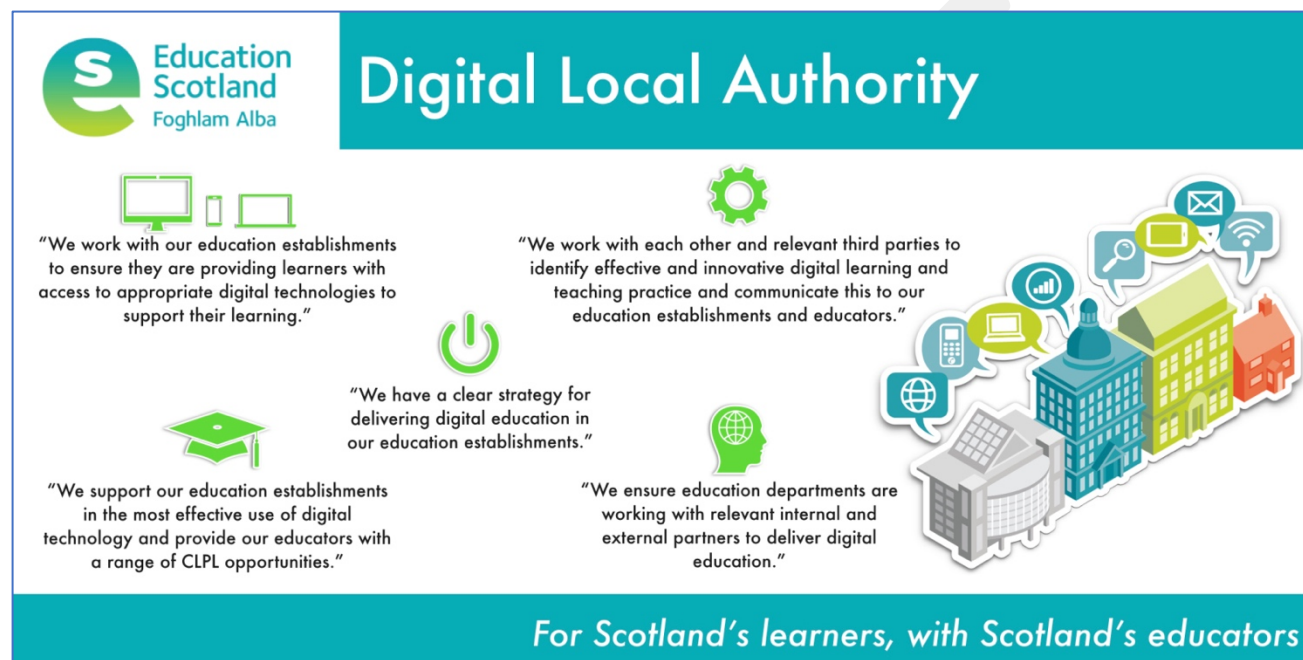 Education
Scotland
Foghlam Alba
Digital Local Authority
“We work with our education establishments
to ensure they are providing learners with
access to appropriate digital technologies to
support their learning.”
“We work with each other and relevant third parties to
identify effective and innovative digital learning and
teaching practice and communicate this to our
education establishments and educators.”
“We have a clear strategy for
delivering digital education in
our education establishments.”
“We support our education establishments
in the most effective use of digital
technology and provide our educators with
a range of CLPL opportunities.”
“We ensure education departments are
working with relevant internal and
external partners to deliver digital
education.”
For Scotland’s learners, with Scotland’s educators